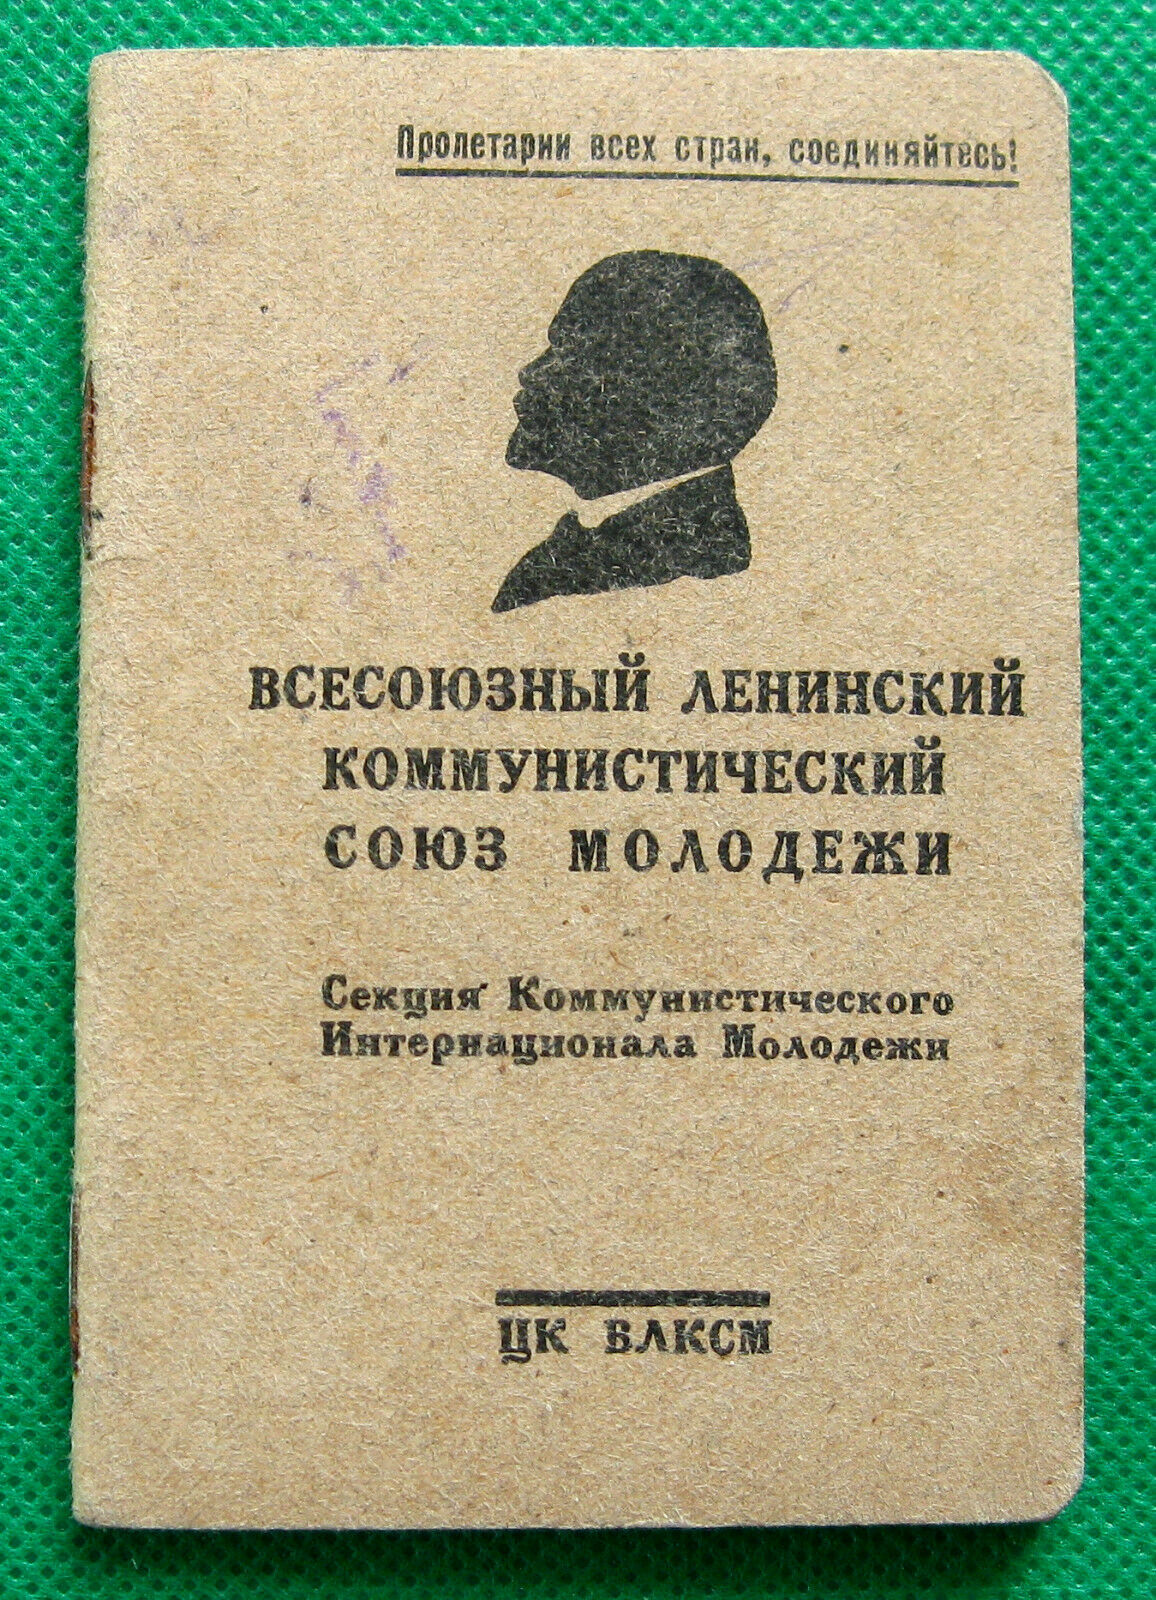 Пролетарии всех стран, соединяйтесь!
ВСЕСОЮЗНЫЙ ЛЕНИНСКИЙ
КОММУНИСТИЧЕСКИЙ
СОЮЗ МОЛОДЕЖИ
Секция Коммунистического
Интернационала Молодежи
ЦК ВЛКСМ